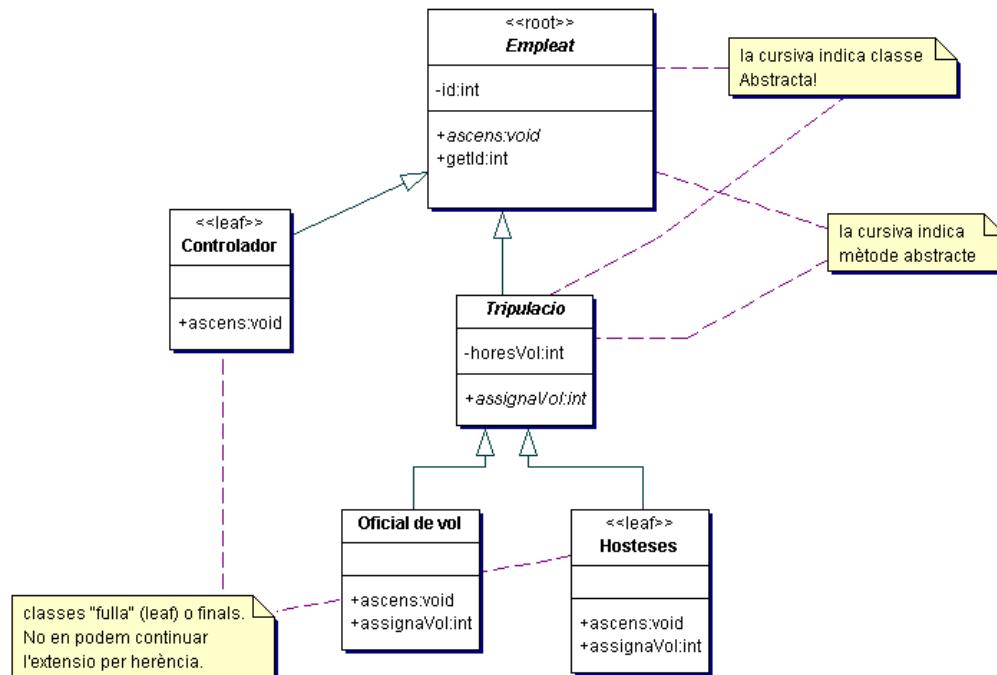 <<root>>
Empleat
-id:int
+ascens:void
+getId:int
la cursiva indica classe
Abstracta!
<<leaf>>
Controlador
+ascens:void
la cursiva indica
mètode abstracte
Tripulacio
-horesVol:int
+assignaVol:int
Oficial de vol
+ascens:void
+assignaVol:int
<<leaf>>
Hosteses
+ascens:void
+assignaVol:int
classes "fulla" (leaf) o finals.
No en podem continuar
l'extensio per herència.